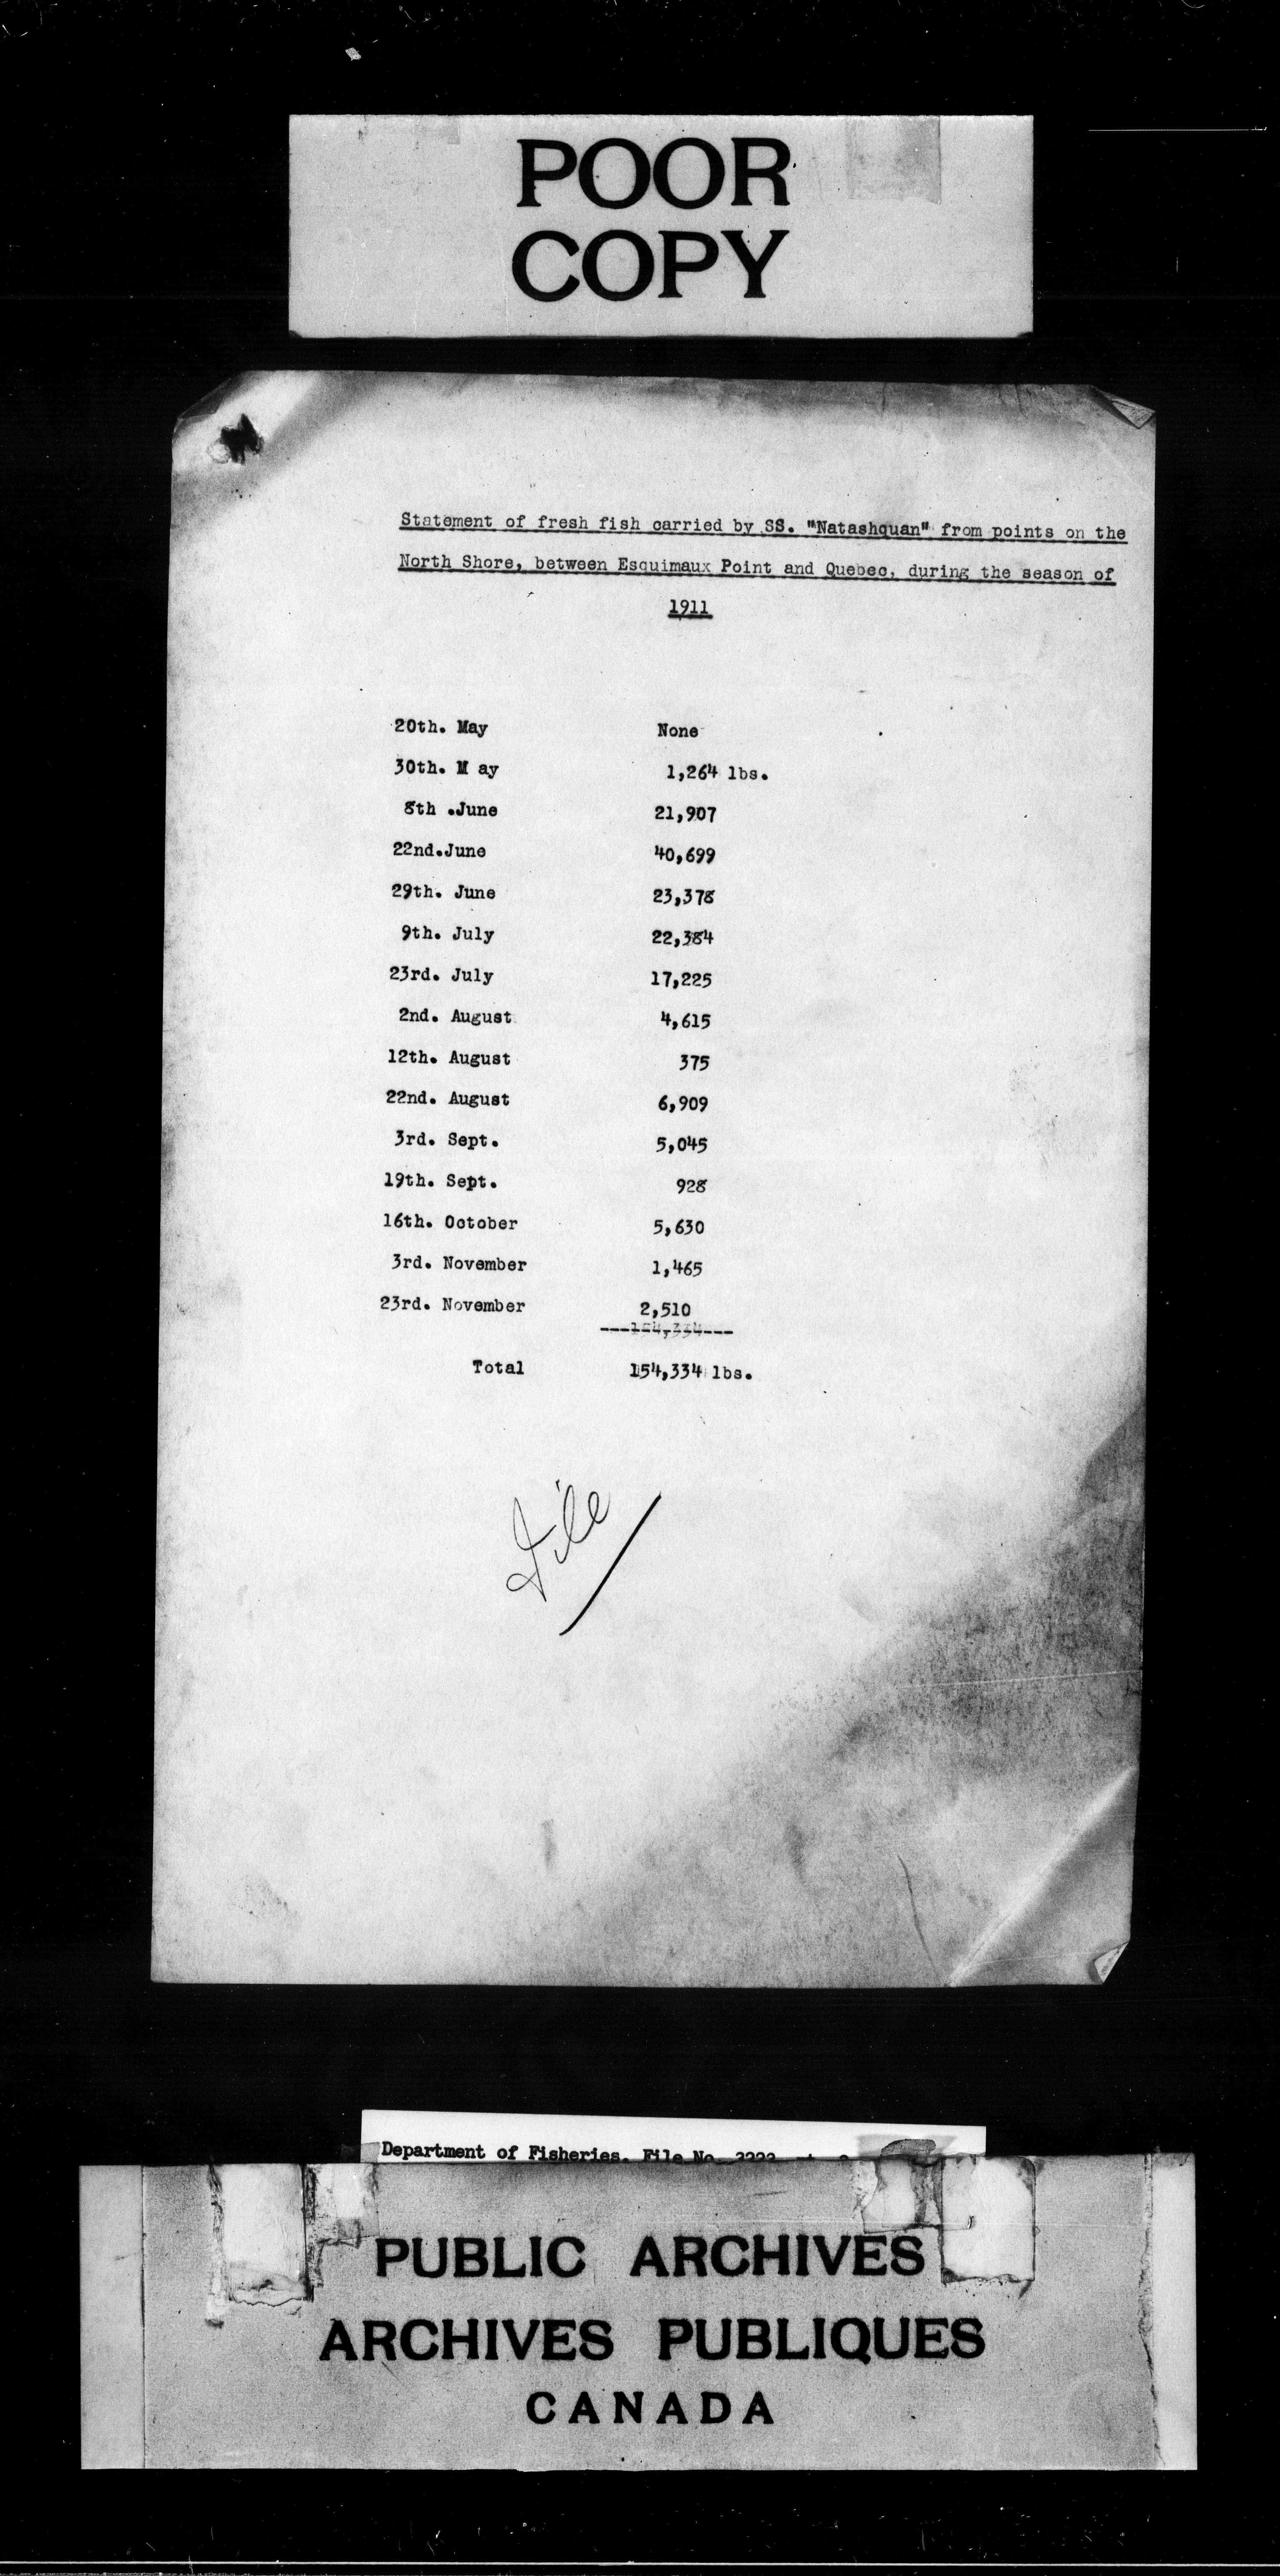 POOR
COPY
Statement of fresh fish carried by SS. "Natashquan" from points on the
North Shore, between Esquimaux Point and Quebec, during the season of
1911
20th. May None
30th. M ay 1,264 lbs.
8th .June 21,907
22nd.June 40,699
29th. June 23,378
9th. July 22,384
23rd. July 17,225
2nd. August 4,615
12th. August 375
22nd. August 6,909
3rd. Sept. 5,045
19th. Sept. 928
16th. October 5,630
3rd. November 1,465
23rd. November 2,510
---154,334---
Total 154,334 lbs.
File
Department of Fisheries, File No.
PUBLIC ARCHIVES
ARCHIVES PUBLIQUES
CANADA